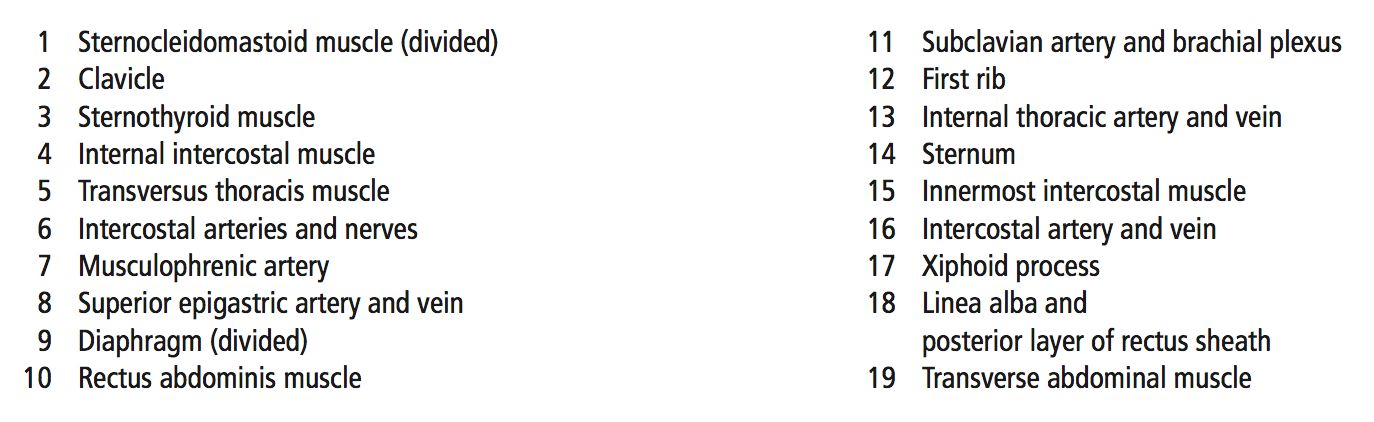 1 Sternocleidomastoid muscle (divided)
2 Clavicle
3 Sternothyroid muscle
4 Internal intercostal muscle
5 Transversus thoracis muscle
6 Intercostal arteries and nerves
7 Musculophrenic artery
8 Superior epigastric artery and vein
9 Diaphragm (divided)
10 Rectus abdominis muscle
11 Subclavian artery and brachial plexus
12 First rib
13 Internal thoracic artery and vein
14 Sternum
15 Innermost intercostal muscle
16 Intercostal artery and vein
17 Xiphoid process
18 Linea alba and
posterior layer of rectus sheath
19 Transverse abdominal muscle